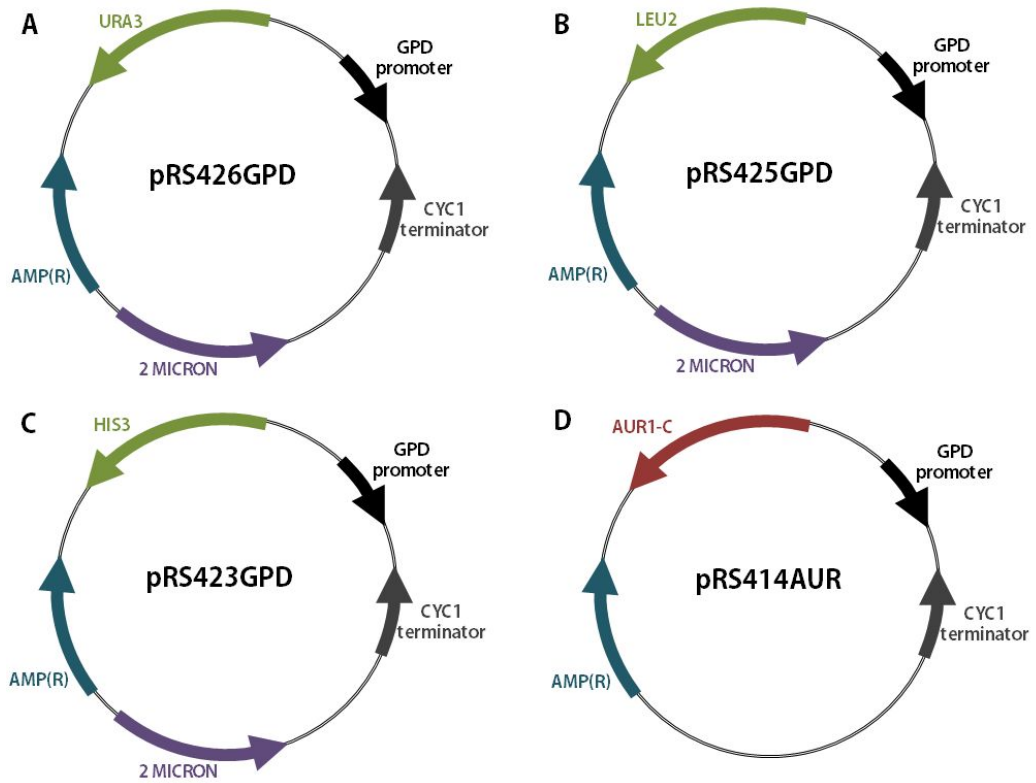 A
URA3
GPD
promoter
pRS426GPD
CYC1
terminator
AMP(R)
2 MICRON
B
LEU2
GPD
promoter
pRS425GPD
CYC1
terminator
AMP(R)
2 MICRON
C
HIS3
GPD
promoter
pRS423GPD
CYC1
terminator
AMP(R)
2 MICRON
D
AUR1-C
GPD
promoter
pRS414AUR
CYC1
terminator
AMP(R)